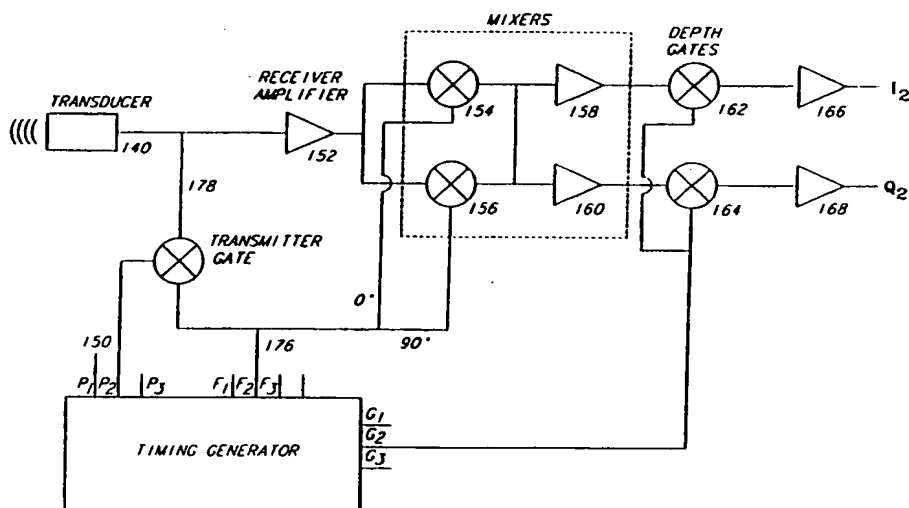 MIXERS
DEPTH
GATES
RECEIVER
AMPLIFIER
TRANSDUCER
154
158
162
166
I2
140
152
178
156
160
164
168
Q2
TRANSMITTER
GATE
0°
90°
150
176
P1 P2 P3 F1 F2 F3
G1
G2
G3
TIMING GENERATOR